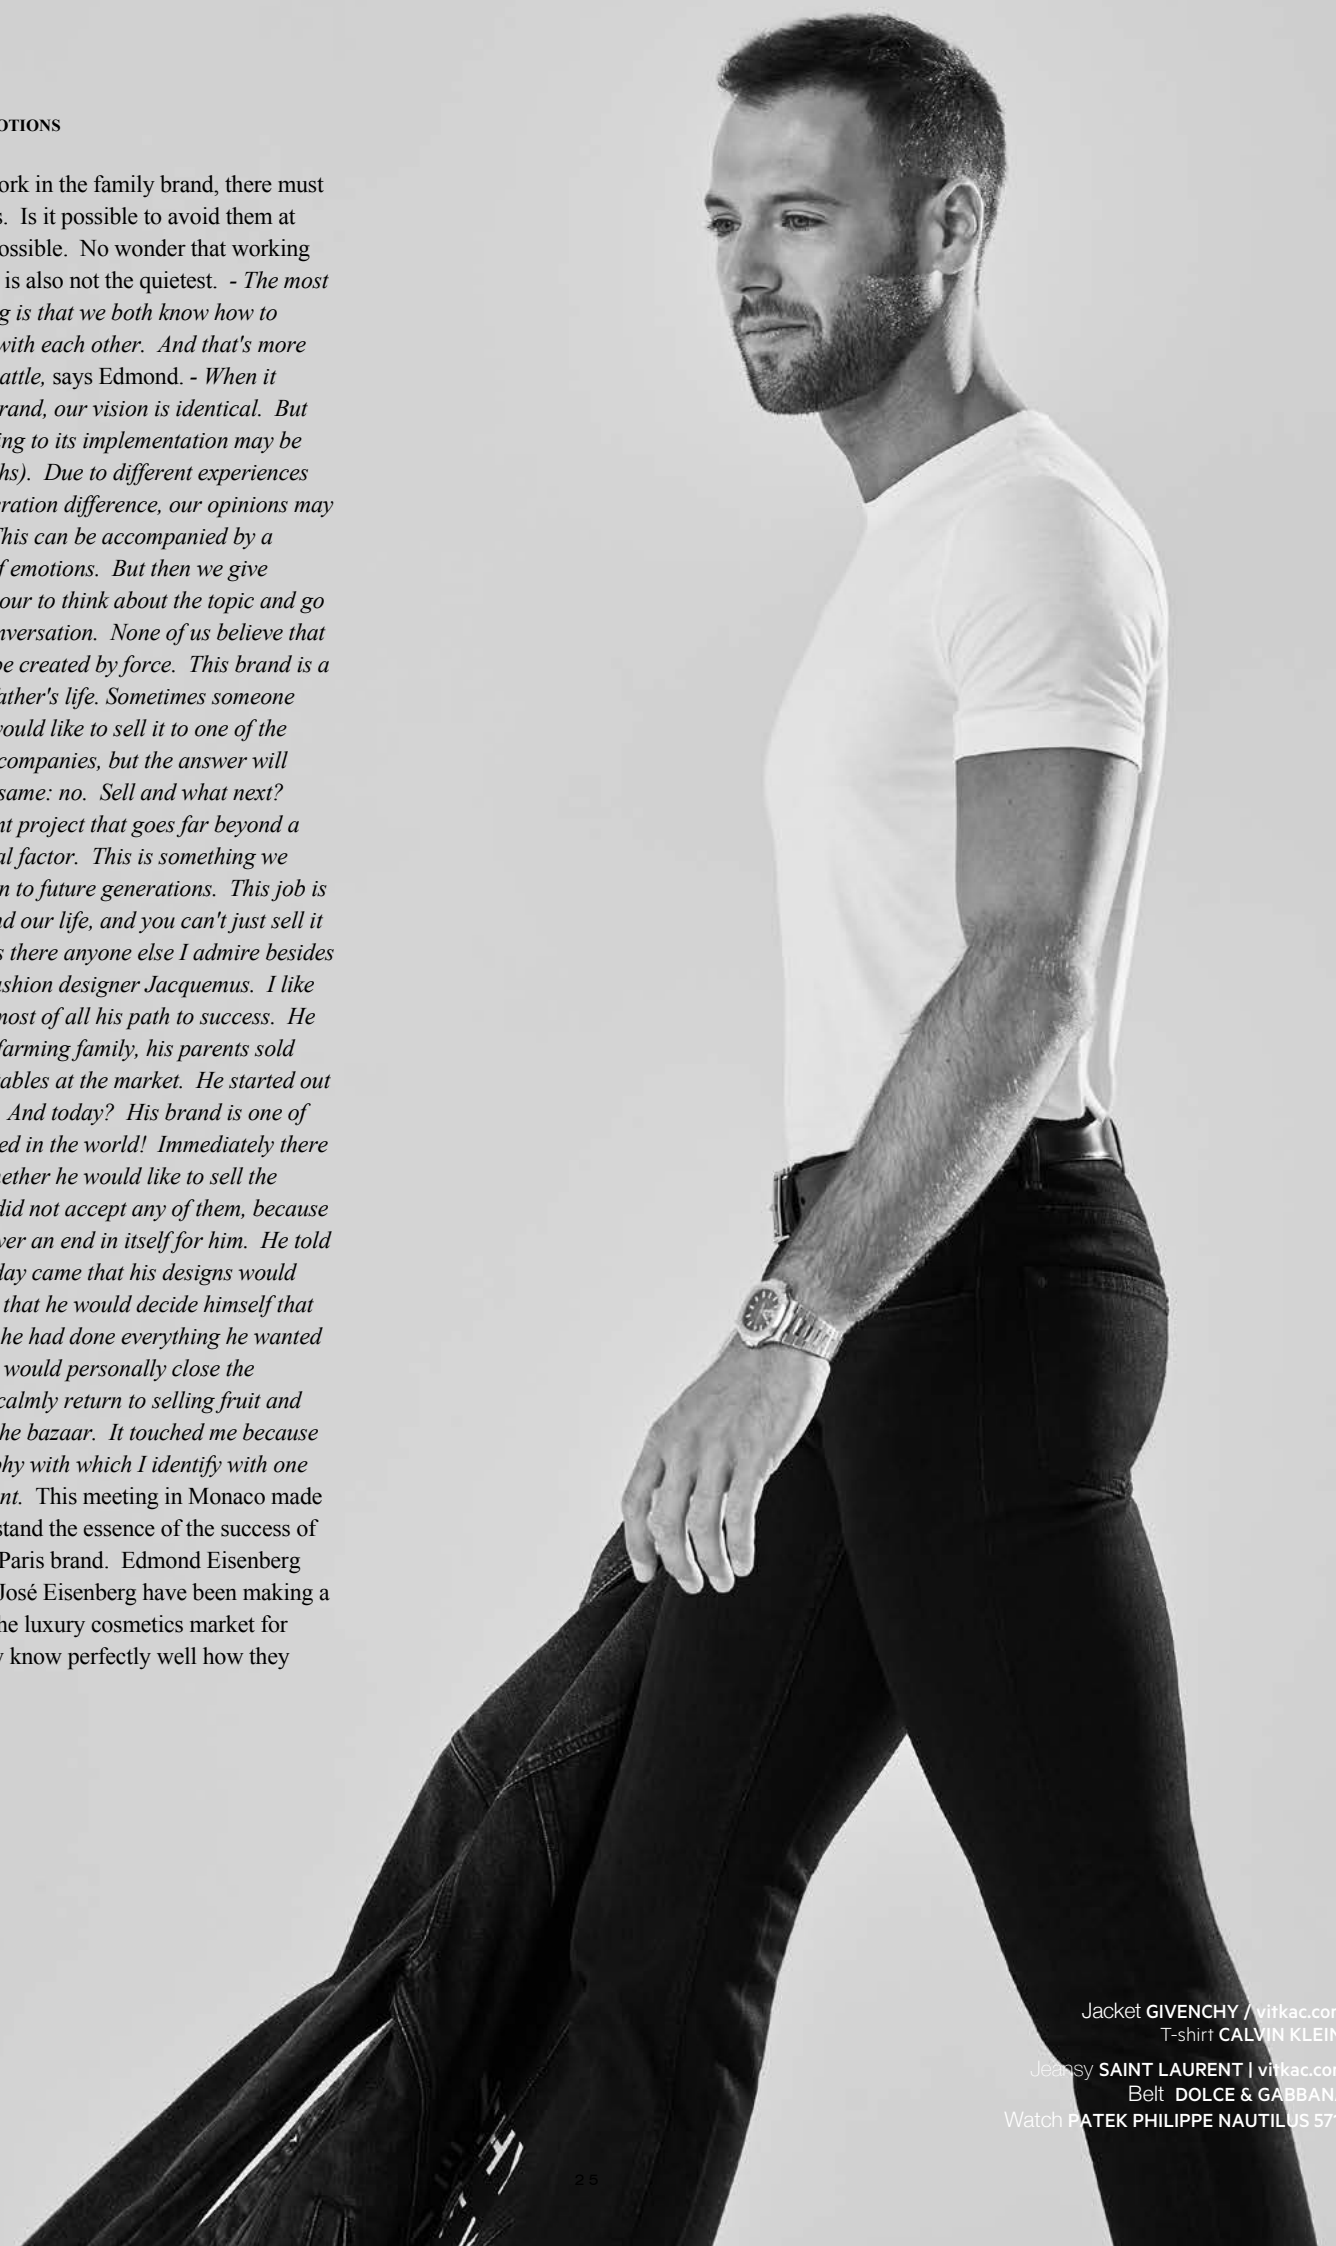 OTIONS
ork in the family brand, there must
s. Is it possible to avoid them at
ossible. No wonder that working
is also not the quietest. - The most
g is that we both know how to
with each other. And that's more
attle, says Edmond. - When it
rand, our vision is identical. But
ing to its implementation may be
hs). Due to different experiences
eration difference, our opinions may
This can be accompanied by a
f emotions. But then we give
our to think about the topic and go
nversation. None of us believe that
be created by force. This brand is a
ather's life. Sometimes someone
would like to sell it to one of the
companies, but the answer will
same: no. Sell and what next?
nt project that goes far beyond a
al factor. This is something we
n to future generations. This job is
nd our life, and you can't just sell it
s there anyone else I admire besides
ashion designer Jacquemus. I like
most of all his path to success. He
farming family, his parents sold
ables at the market. He started out
And today? His brand is one of
ed in the world! Immediately there
hether he would like to sell the
did not accept any of them, because
ver an end in itself for him. He told
day came that his designs would
that he would decide himself that
he had done everything he wanted
would personally close the
calmly return to selling fruit and
he bazaar. It touched me because
phy with which I identify with one
nt. This meeting in Monaco made
stand the essence of the success of
Paris brand. Edmond Eisenberg
José Eisenberg have been making a
he luxury cosmetics market for
y know perfectly well how they
Jacket GIVENCHY / vitkac.com
T-shirt CALVIN KLEIN
Jeansy SAINT LAURENT | vitkac.com
Belt DOLCE & GABBAN
Watch PATEK PHILIPPE NAUTILUS 571
25